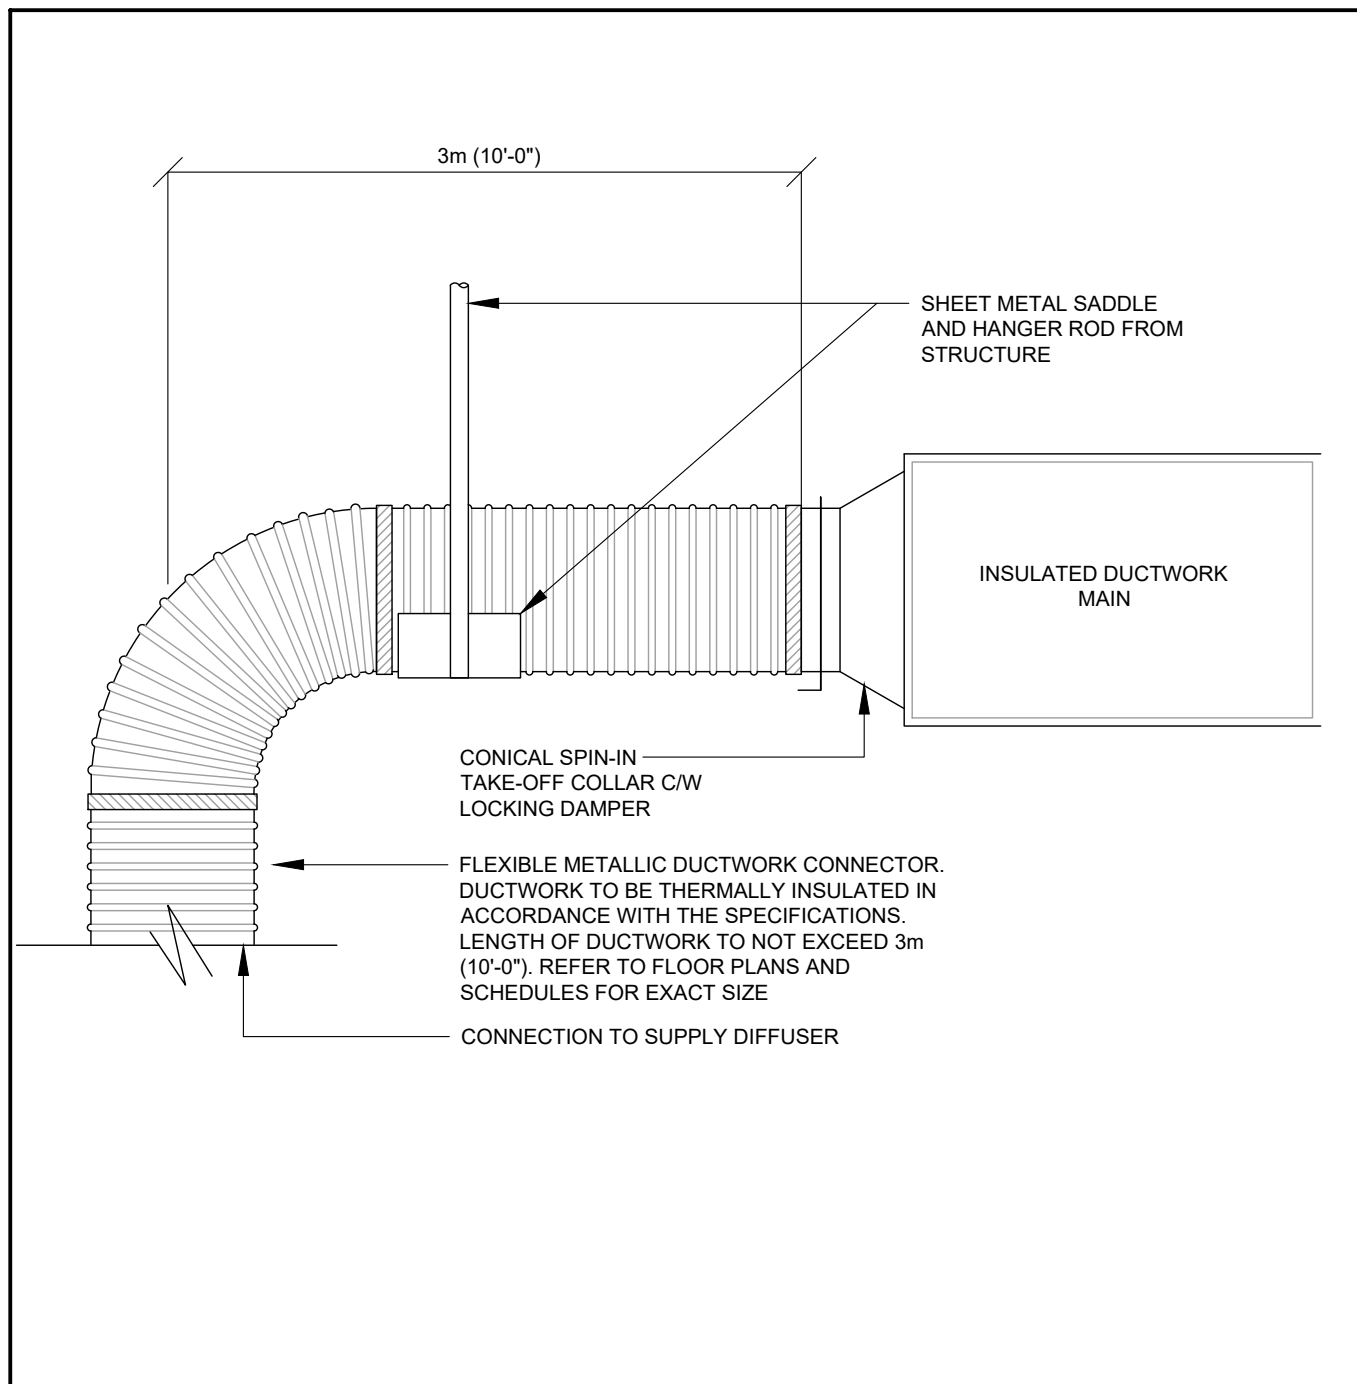 3m (10'-0")
SHEET METAL SADDLE
AND HANGER ROD FROM
STRUCTURE
INSULATED DUCTWORK
MAIN
CONICAL SPIN-IN
TAKE-OFF COLLAR C/W
LOCKING DAMPER
FLEXIBLE METALLIC DUCTWORK CONNECTOR.
DUCTWORK TO BE THERMALLY INSULATED IN
ACCORDANCE WITH THE SPECIFICATIONS.
LENGTH OF DUCTWORK TO NOT EXCEED 3m
(10'-0"). REFER TO FLOOR PLANS AND
SCHEDULES FOR EXACT SIZE
CONNECTION TO SUPPLY DIFFUSER